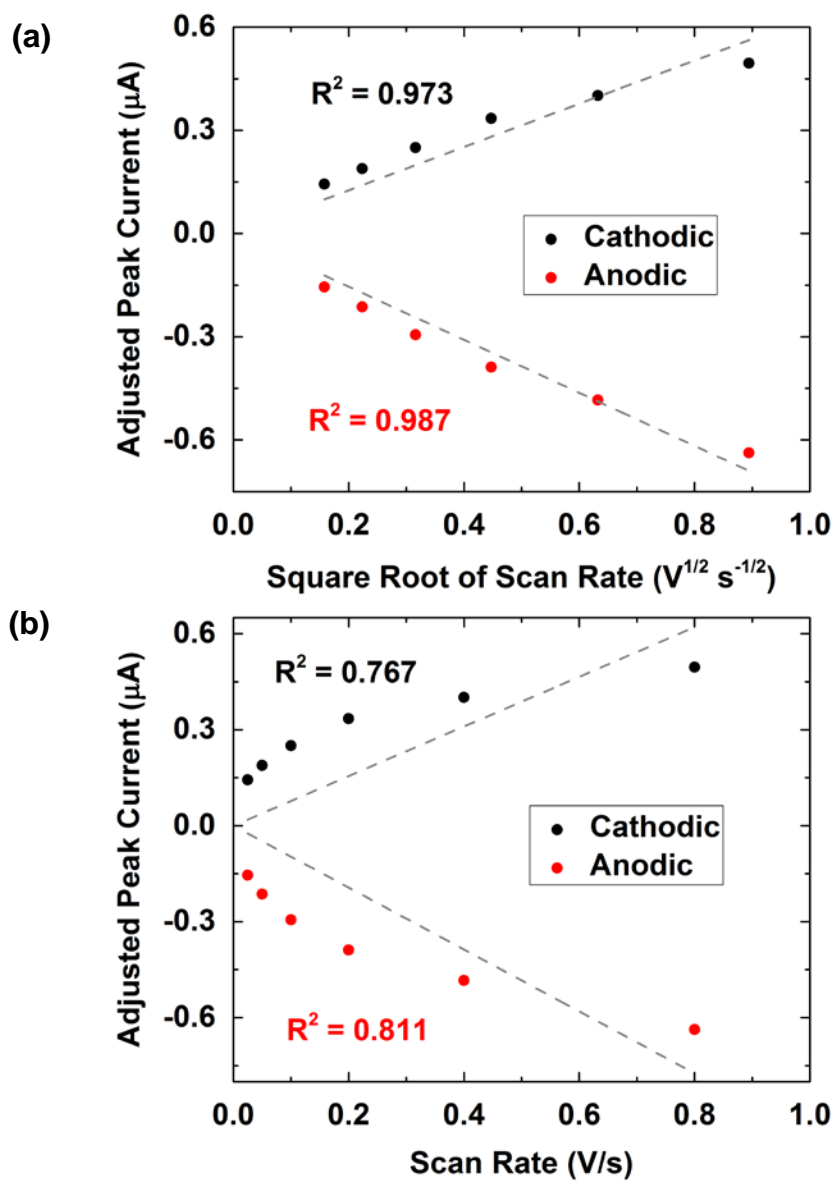 (a)
0.6
0.3
0.0
-0.3
-0.6
Adjusted Peak Current (μA)
R² = 0.973
Cathodic
Anodic
R² = 0.987
0.0 0.2 0.4 0.6 0.8 1.0
Square Root of Scan Rate (V^1/2 s^-1/2)
(b)
0.6
0.3
0.0
-0.3
-0.6
Adjusted Peak Current (μA)
R² = 0.767
Cathodic
Anodic
R² = 0.811
0.0 0.2 0.4 0.6 0.8 1.0
Scan Rate (V/s)